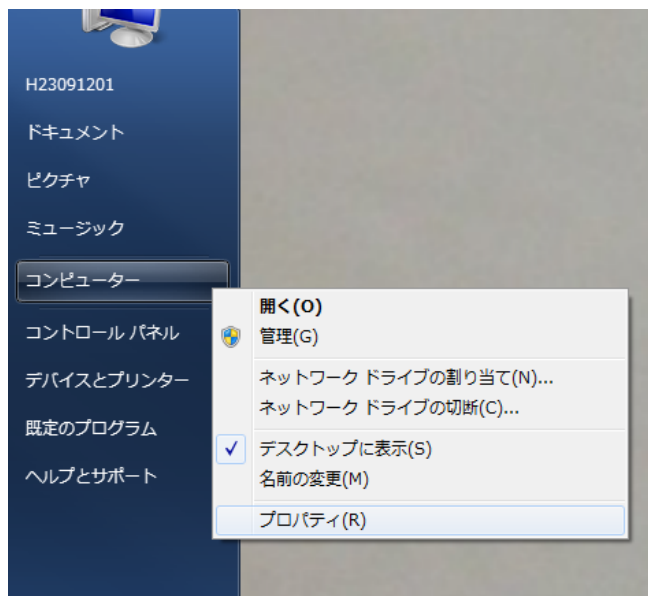 H23091201
ドキュメント
ピクチャ
ミュージック
コンピューター
コントロール パネル
デバイスとプリンター
既定のプログラム
ヘルプとサポート
開く(O)
管理(G)
ネットワーク ドライブの割り当て(N)...
ネットワーク ドライブの切断(C)...
デスクトップに表示(S)
名前の変更(M)
プロパティ(R)